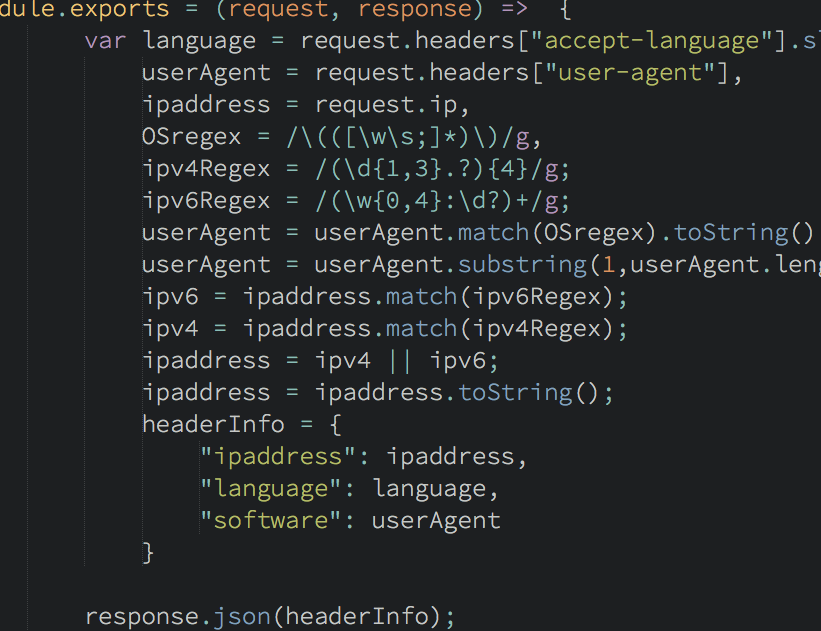 dule.exports = (request, response) => {
var language = request.headers["accept-language"].sl
userAgent = request.headers["user-agent"],
ipaddress = request.ip,
OSregex = /\(([\w\s;]*)\)/g,
ipv4Regex = /(\d{1,3}.?){4}/g;
ipv6Regex = /(\w{0,4}:\d?)+/g;
userAgent = userAgent.match(OSregex).toString()
userAgent = userAgent.substring(1,userAgent.leng
ipv6 = ipaddress.match(ipv6Regex);
ipv4 = ipaddress.match(ipv4Regex);
ipaddress = ipv4 || ipv6;
ipaddress = ipaddress.toString();
headerInfo = {
"ipaddress": ipaddress,
"language": language,
"software": userAgent
}
response.json(headerInfo);